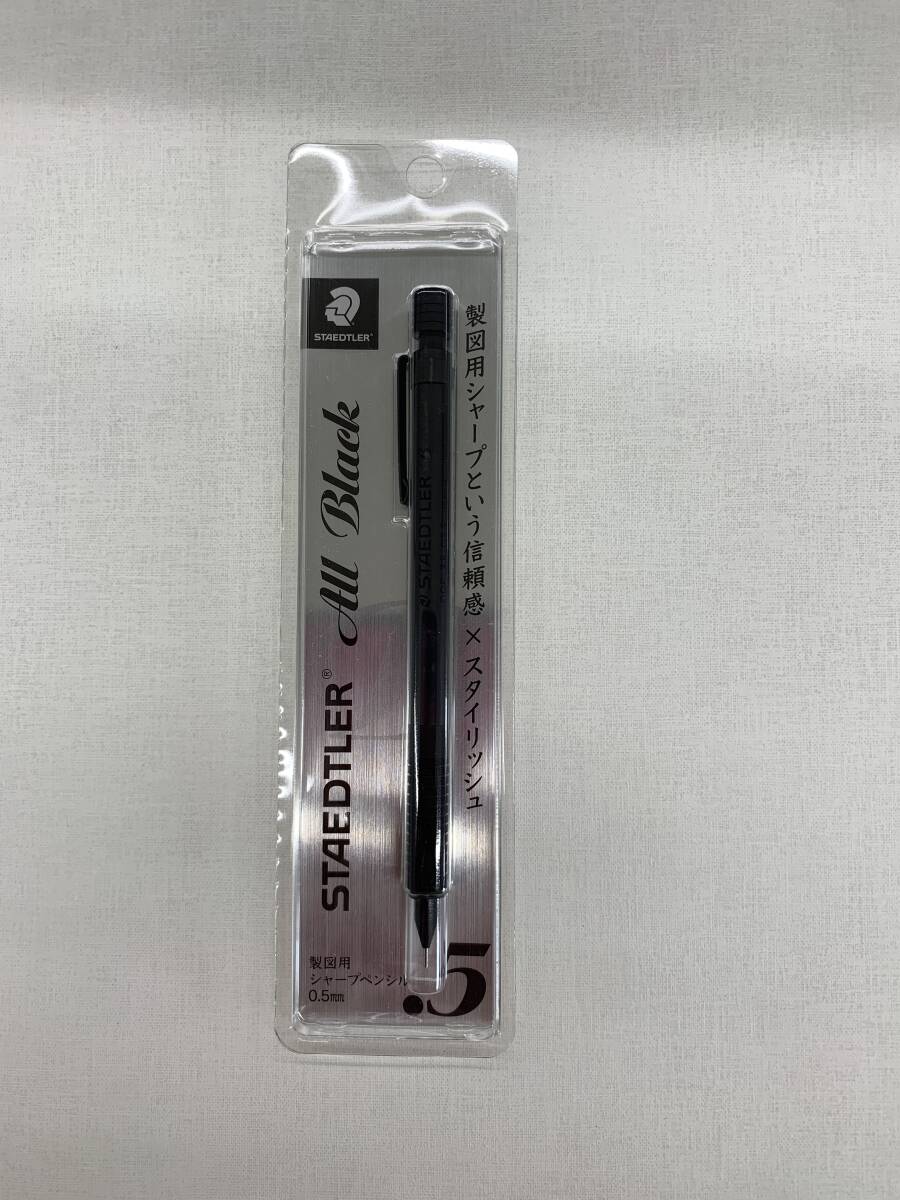 STAEDTLER®
All Black
STAEDTLER®
製図用シャープという信頼感 × スタイリッシュ
STAEDTLER
製図用
シャープペンシル
0.5㎜
.5